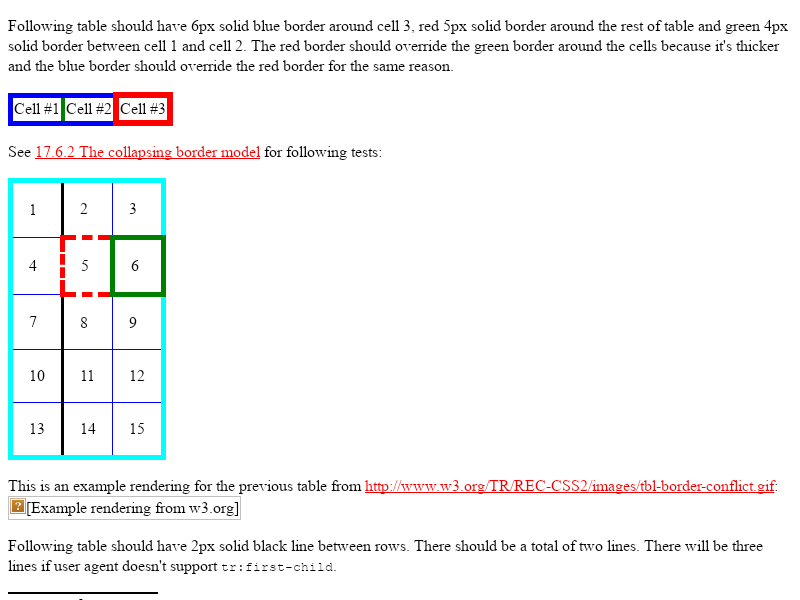 Following table should have 6px solid blue border around cell 3, red 5px solid border around the rest of table and green 4px
solid border between cell 1 and cell 2. The red border should override the green border around the cells because it's thicker
and the blue border should override the red border for the same reason.
Cell #1 Cell #2 Cell #3
See 17.6.2 The collapsing border model for following tests:
1 2 3
4 5 6
7 8 9
10 11 12
13 14 15
This is an example rendering for the previous table from http://www.w3.org/TR/REC-CSS2/images/tbl-border-conflict.gif:
[Example rendering from w3.org]
Following table should have 2px solid black line between rows. There should be a total of two lines. There will be three
lines if user agent doesn't support tr:first-child.